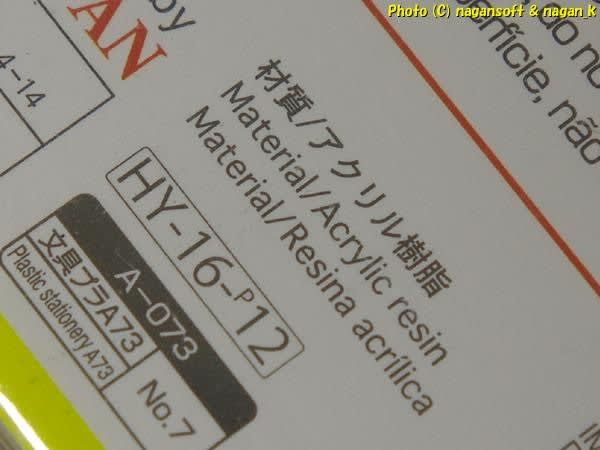 Photo (C) nagansoft & nagan_k
by
AN
4-14
材質/アクリル樹脂
Material/Acrylic resin
Material/Resina acrílica
HY-16-P12
A-073
文具プラA73
Plastic stationery A73
No.7
não